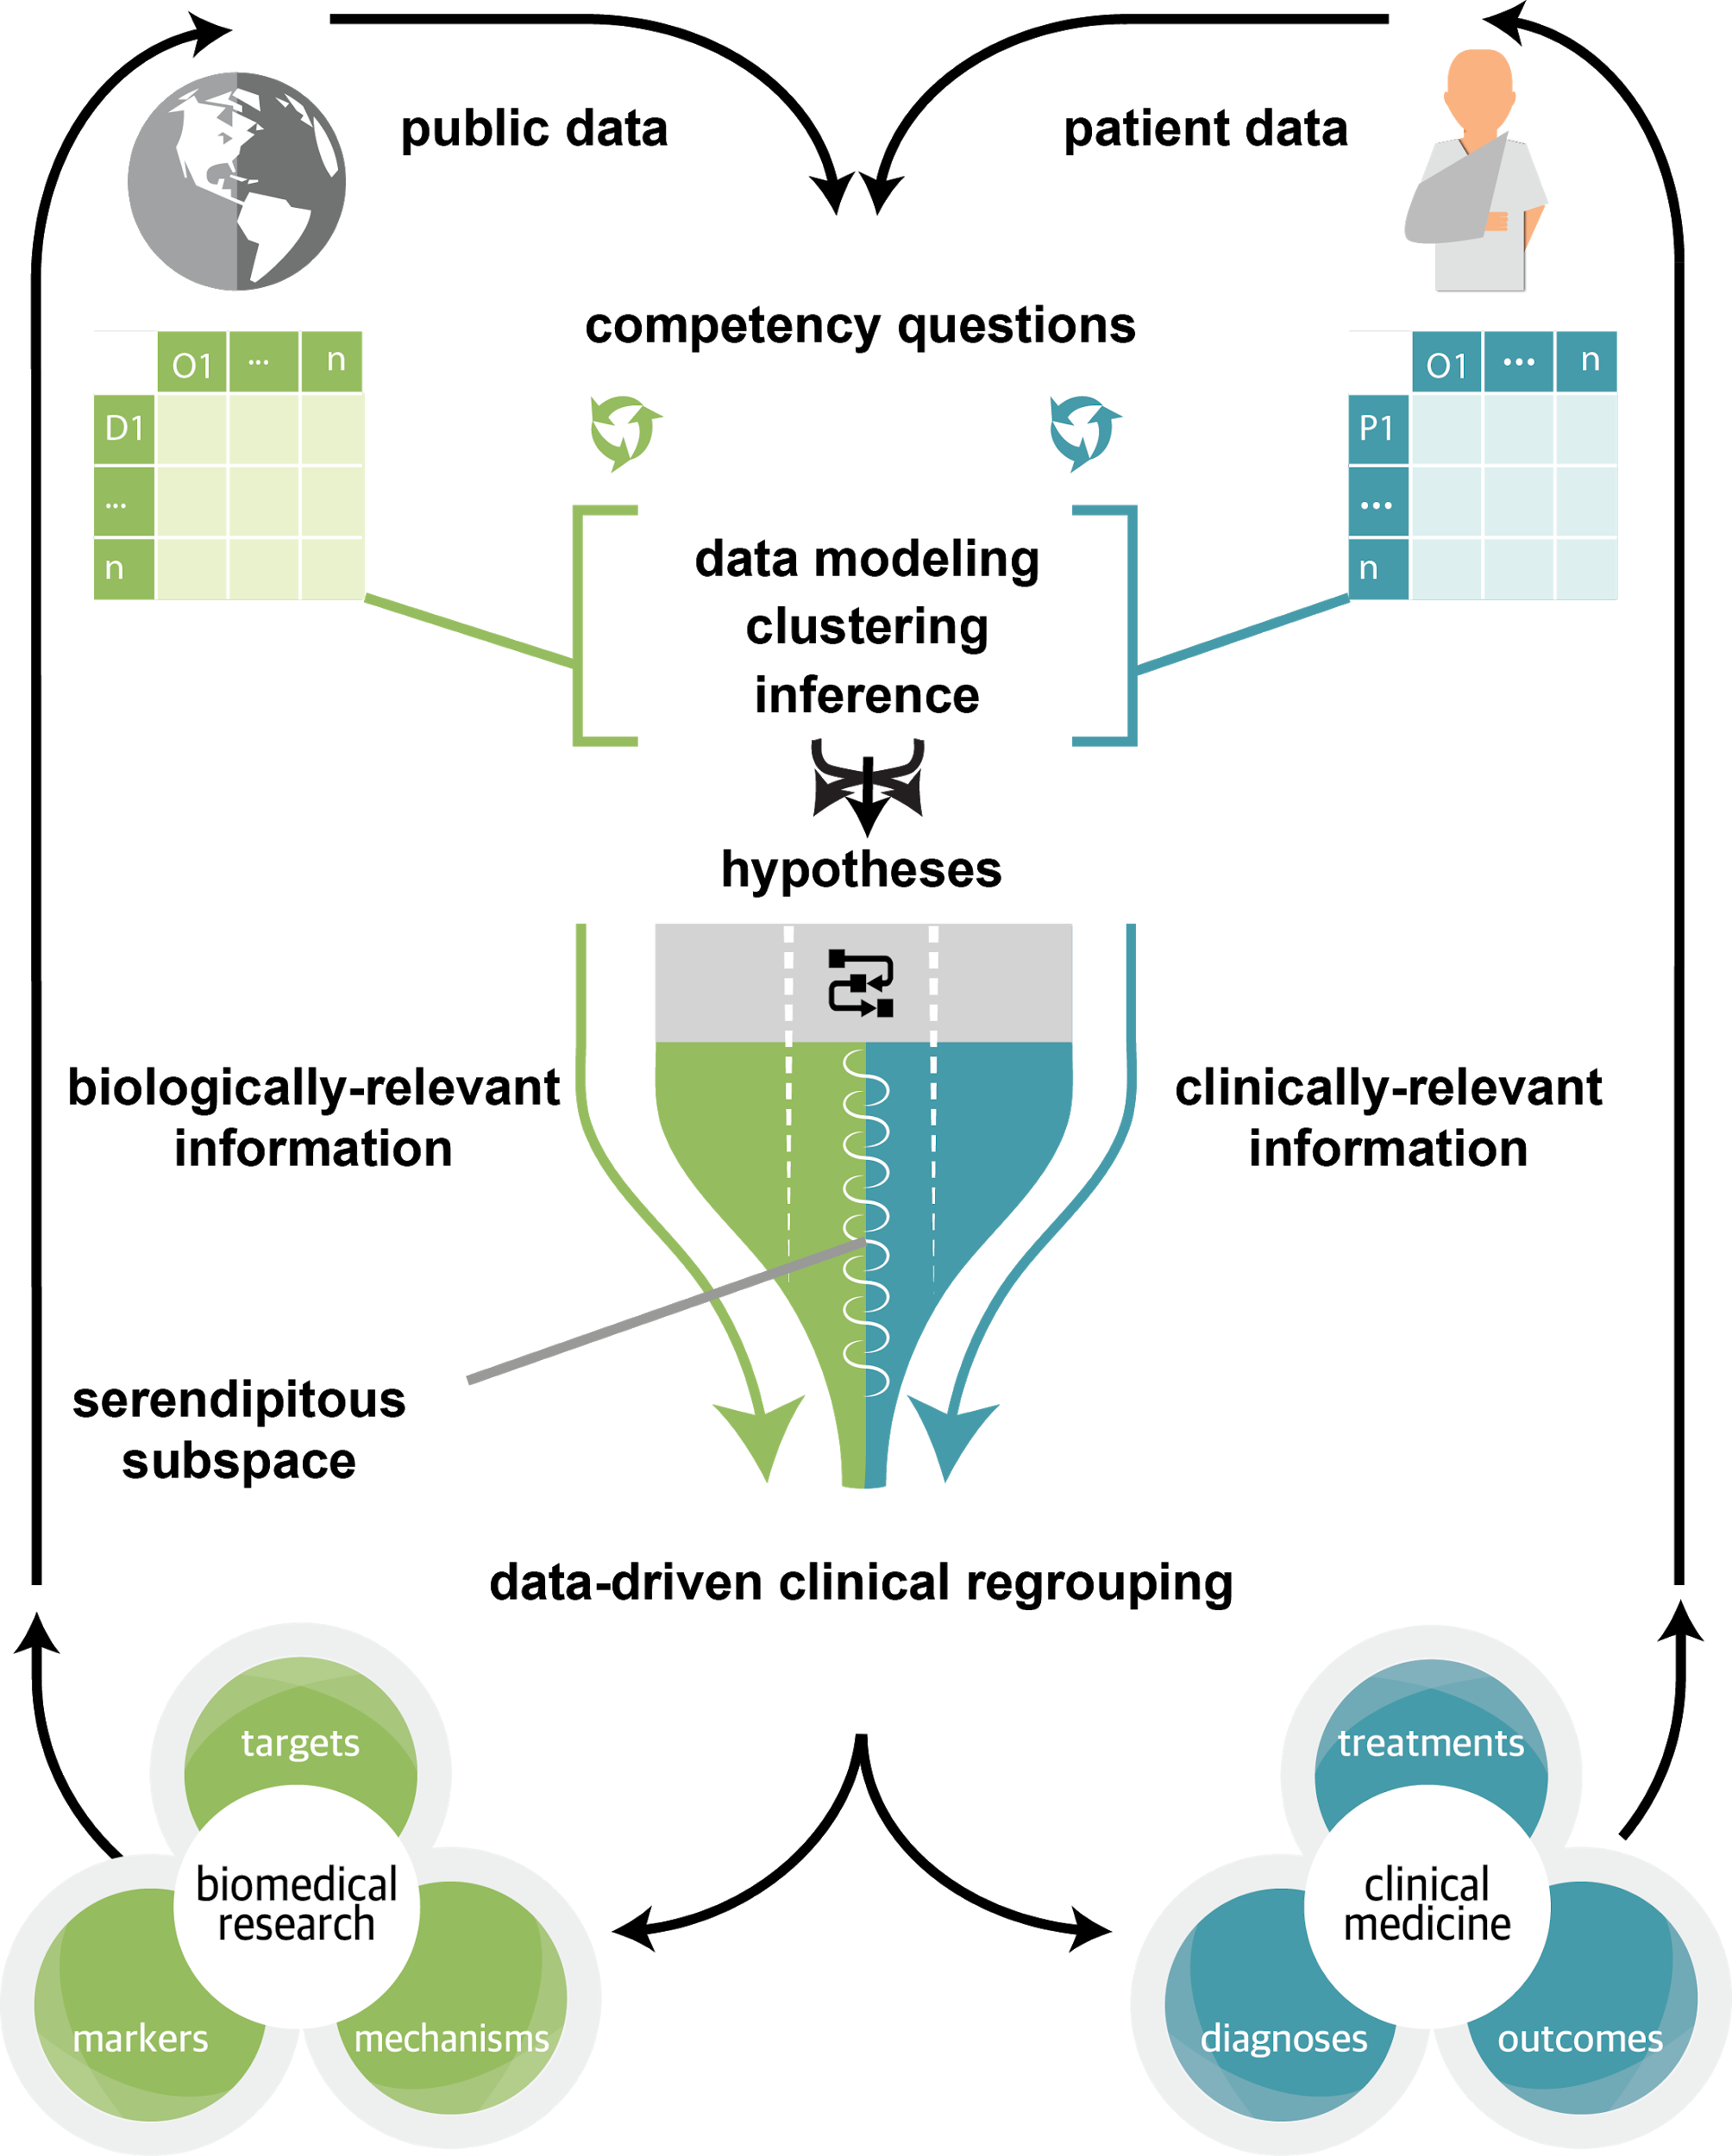 public data
patient data
competency questions
O1 ... n
D1
...
n
O1 ... n
P1
...
n
data modeling
clustering
inference
hypotheses
biologically-relevant
information
clinically-relevant
information
serendipitous
subspace
data-driven clinical regrouping
targets
biomedical
research
markers
mechanisms
treatments
clinical
medicine
diagnoses
outcomes